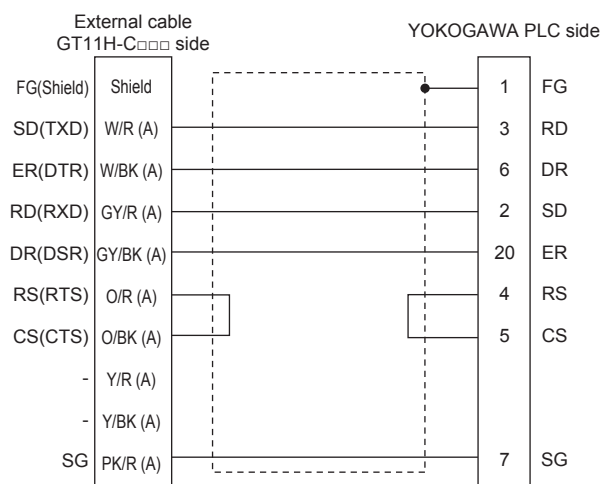 External cable
GT11H-C□□□ side
YOKOGAWA PLC side
FG(Shield) Shield 1 FG
SD(TXD) W/R (A) 3 RD
ER(DTR) W/BK (A) 6 DR
RD(RXD) GY/R (A) 2 SD
DR(DSR) GY/BK (A) 20 ER
RS(RTS) O/R (A) 4 RS
CS(CTS) O/BK (A) 5 CS
- Y/R (A)
- Y/BK (A)
SG PK/R (A) 7 SG